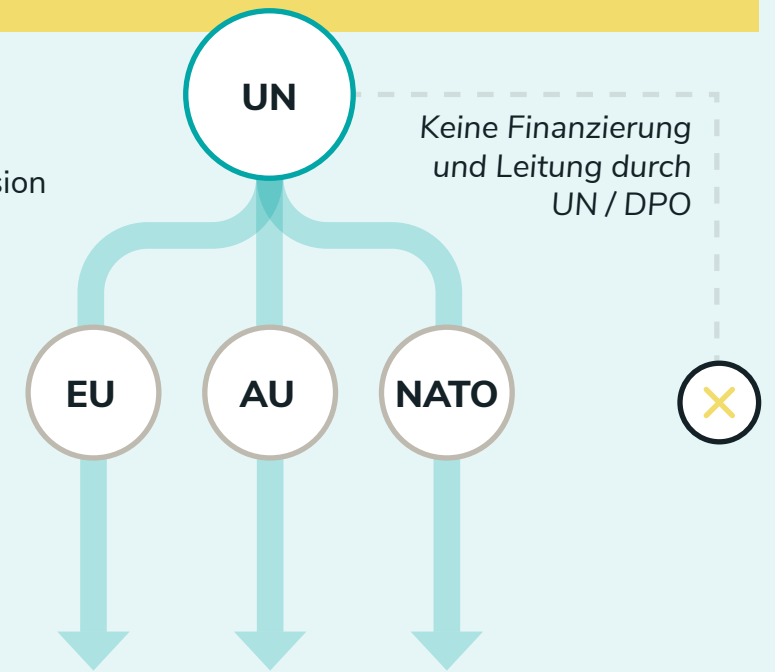 UN
Keine Finanzierung
und Leitung durch
UN / DPO
sion
EU
AU
NATO